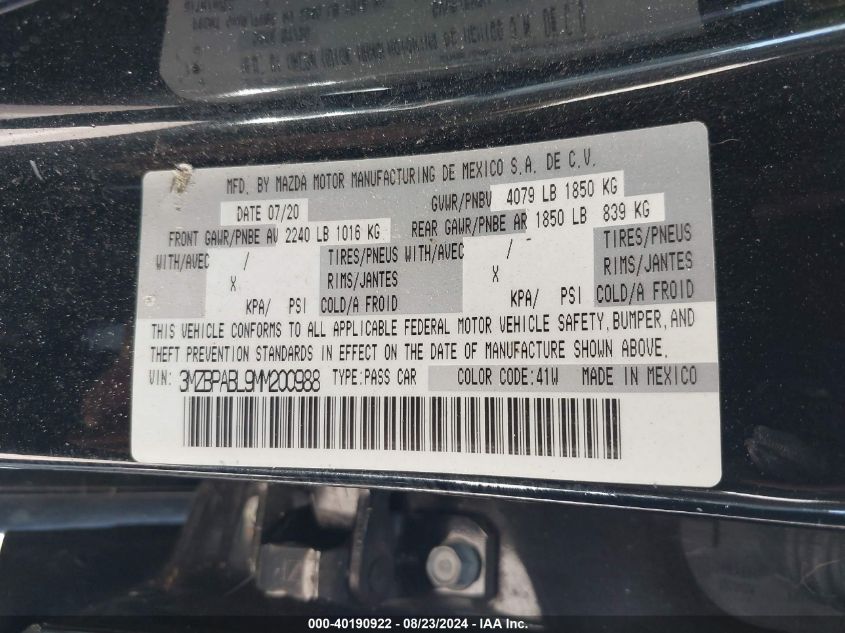 MFD. BY MAZDA MOTOR MANUFACTURING DE MEXICO S.A. DE C.V.
DATE 07/20 GVWR/PNBV 4079 LB 1850 KG
FRONT GAWR/PNBE AV 2240 LB 1016 KG REAR GAWR/PNBE AR 1850 LB 839 KG
WITH/AVEC / TIRES/PNEUS WITH/AVEC / - TIRES/PNEUS
X RIMS/JANTES X RIMS/JANTES
KPA/ PSI COLD/A FROID KPA/ PSI COLD/A FROID
THIS VEHICLE CONFORMS TO ALL APPLICABLE FEDERAL MOTOR VEHICLE SAFETY, BUMPER, AND
THEFT PREVENTION STANDARDS IN EFFECT ON THE DATE OF MANUFACTURE SHOWN ABOVE.
VIN: 3MZBPABL9MM200988 TYPE:PASS CAR COLOR CODE:41W MADE IN MEXICO
000-40190922 - 08/23/2024 - IAAI.COM